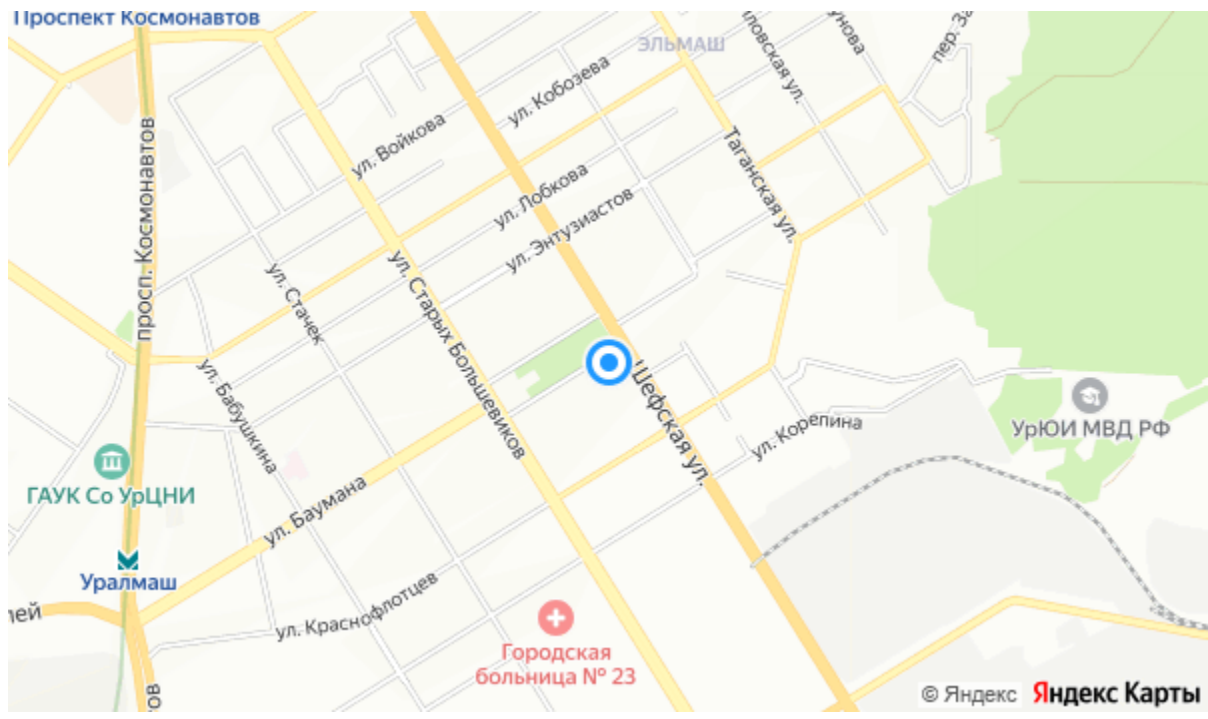 Проспект Космонавтов
ЭЛЬМАШ
ул. Кобозева
ул. Войкова
Таганская ул.
просп. Космонавтов
ул. Лобкова
ул. Энтузиастов
ул. Стачек
ул. Старых Большевиков
ул. Бабушкина
Шефская ул.
ул. Корепина
УрЮИ МВД РФ
ГАУК Со УрЦНИ
ул. Баумана
Уралмаш
ул. Краснофлотцев
Городская
больница № 23
© Яндекс Яндекс Карты